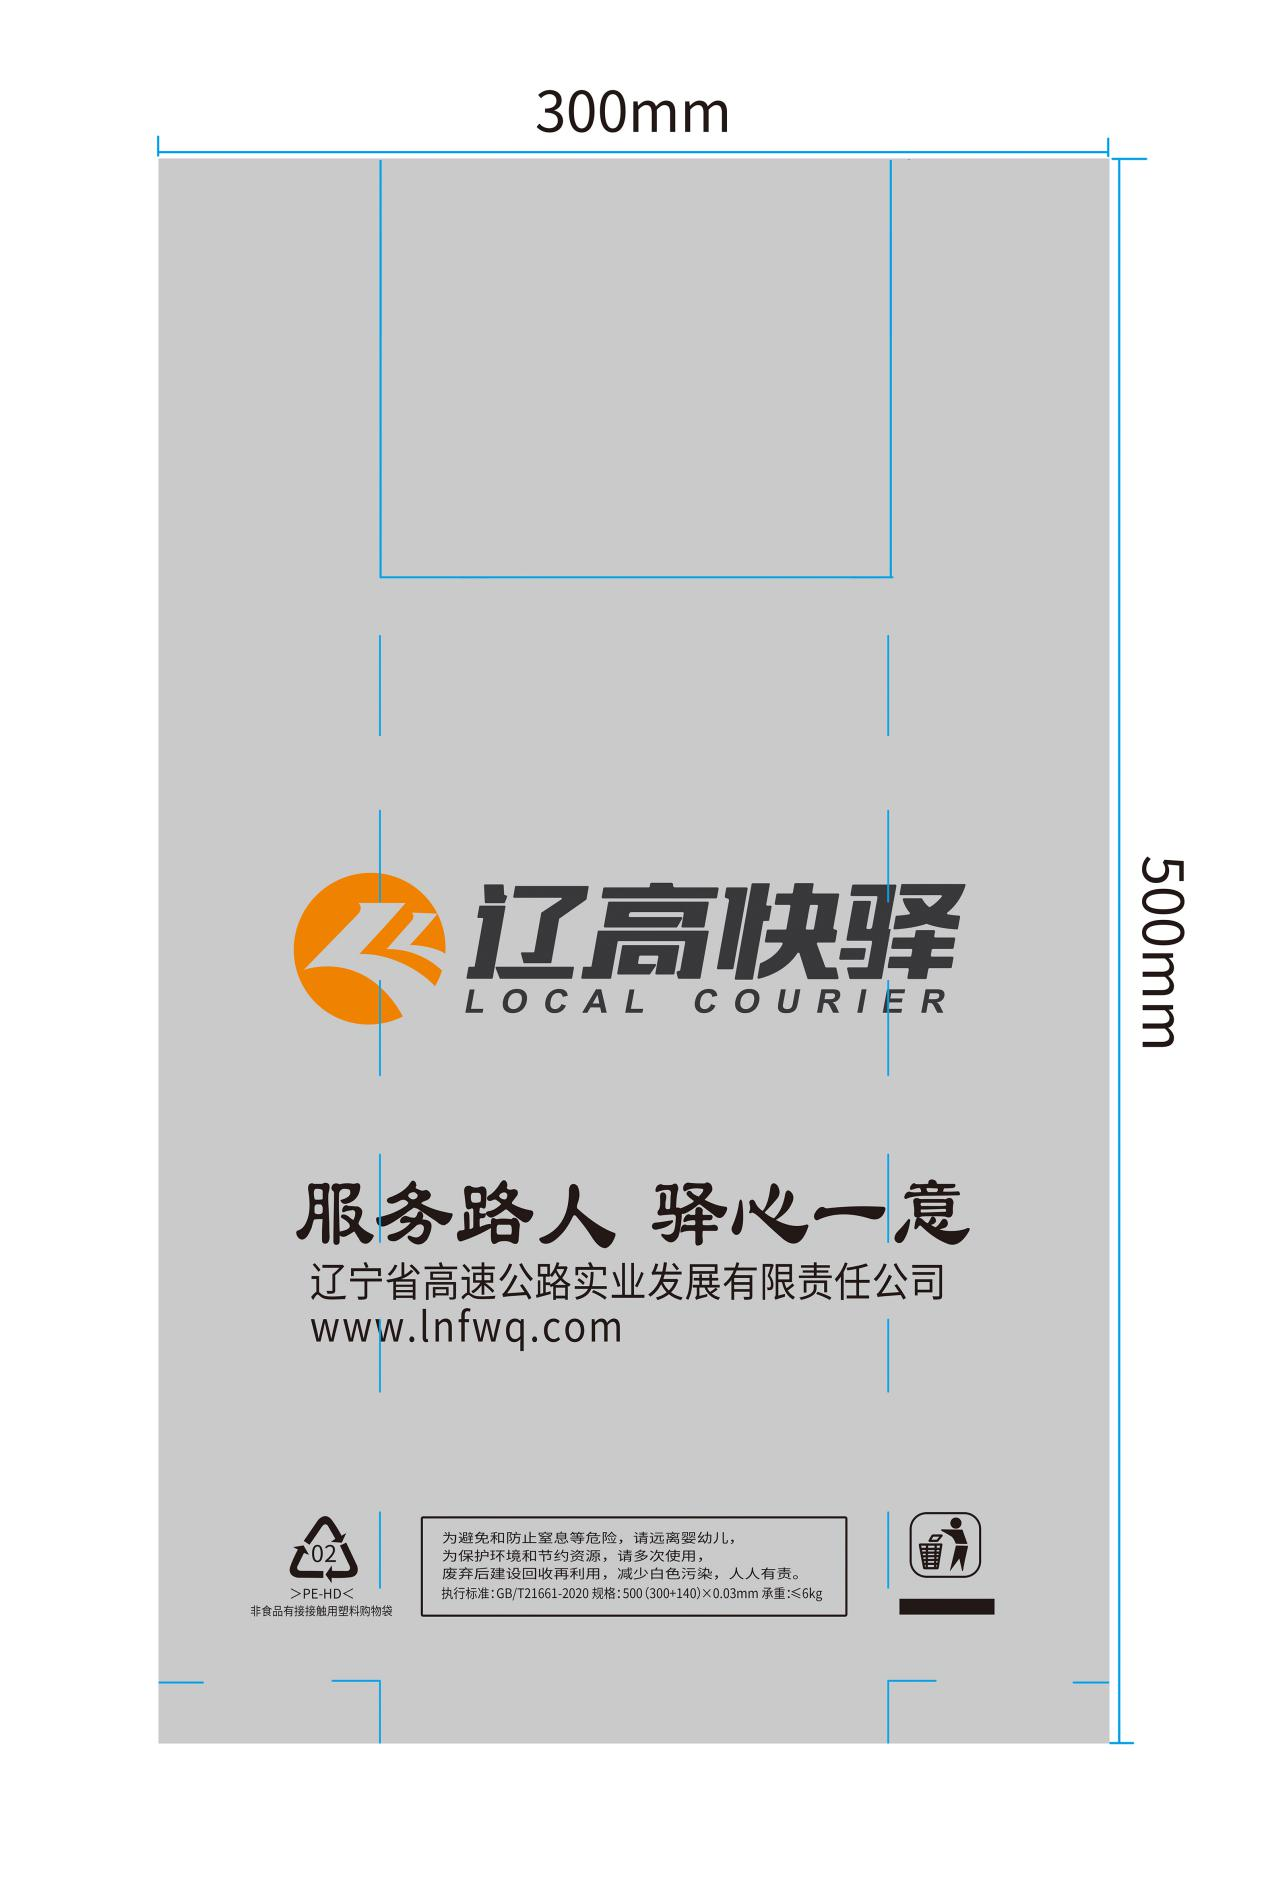 300mm
500mm
辽高快驿
LOCAL COURIER
服务路人 驿心一意
辽宁省高速公路实业发展有限责任公司
www.lnfwq.com
02
>PE-HD<
非食品有接接触用塑料购物袋
为避免和防止窒息等危险，请远离婴幼儿，
为保护环境和节约资源，请多次使用，
废弃后建设回收再利用，减少白色污染，人人有责。
执行标准：GB/T21661-2020 规格：500（300+140）×0.03mm 承重：≤6kg